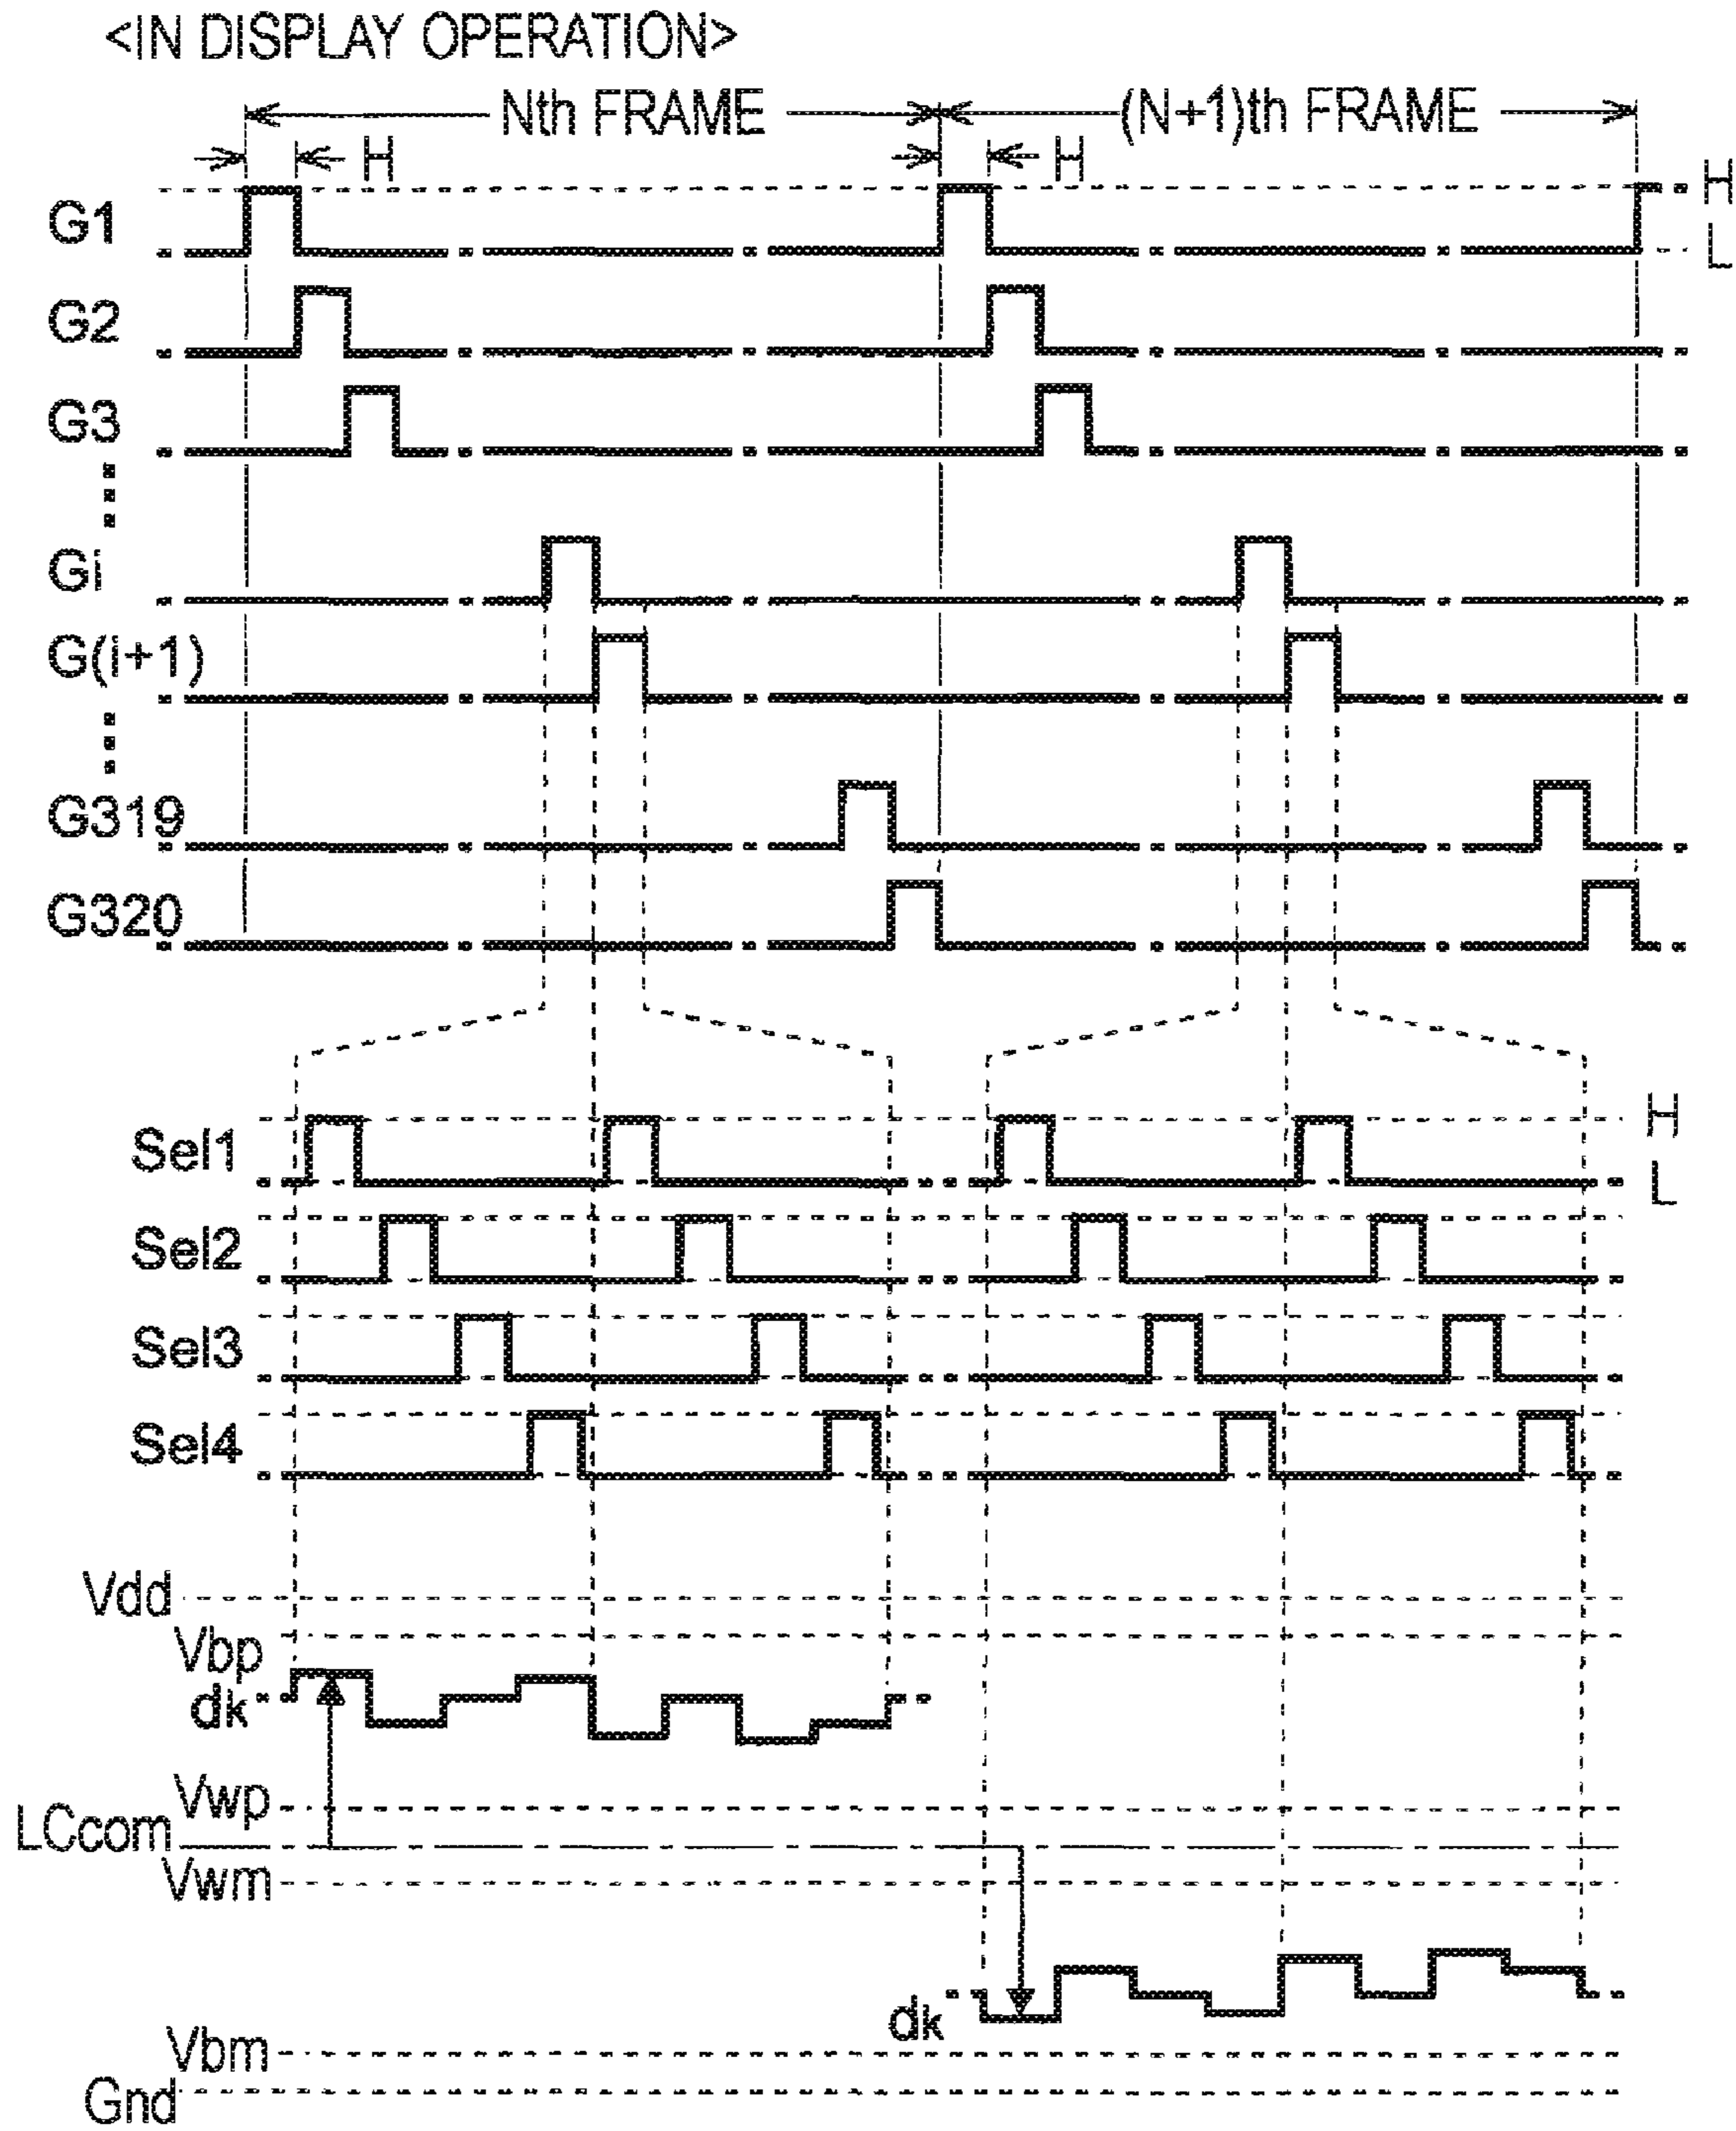 <IN DISPLAY OPERATION>
Nth FRAME (N+1)th FRAME
H H
G1 H
L
G2
G3
Gi
G(i+1)
G319
G320
Sel1 H
L
Sel2
Sel3
Sel4
Vdd
Vbp
dk
Vwp
LCcom
Vwm
dk
Vbm
Gnd